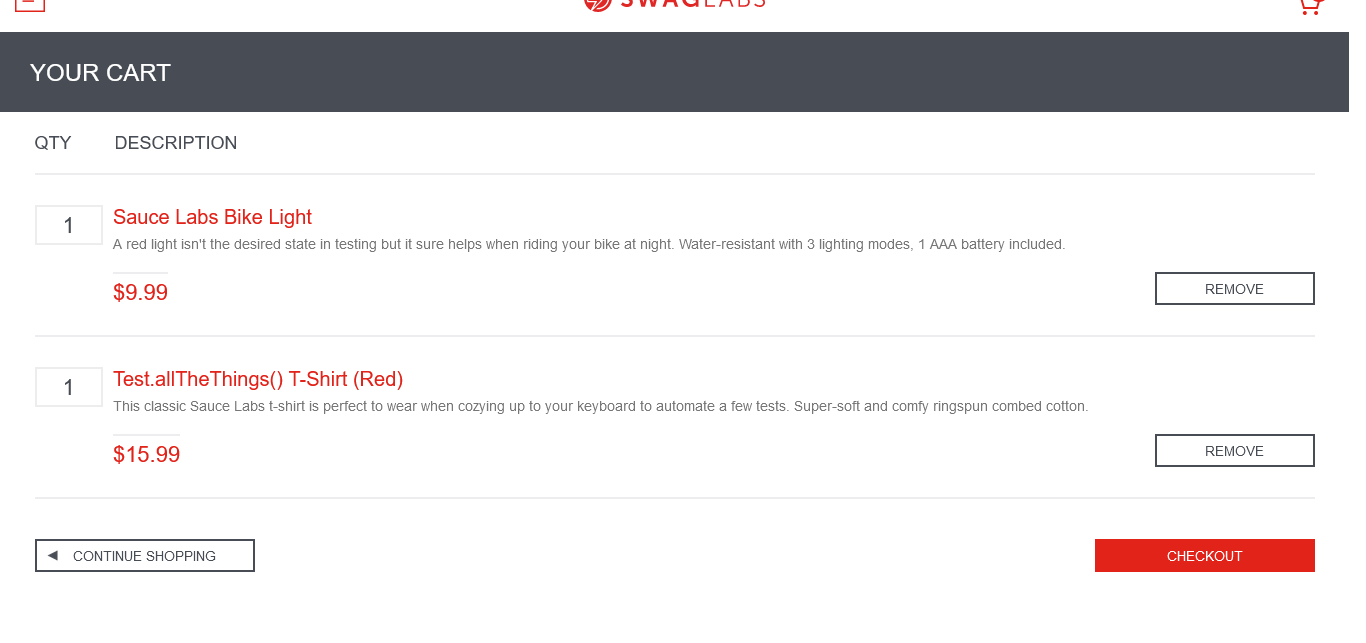 SWAGLABS
YOUR CART
QTY DESCRIPTION
1 Sauce Labs Bike Light
A red light isn't the desired state in testing but it sure helps when riding your bike at night. Water-resistant with 3 lighting modes, 1 AAA battery included.
$9.99 REMOVE
1 Test.allTheThings() T-Shirt (Red)
This classic Sauce Labs t-shirt is perfect to wear when cozying up to your keyboard to automate a few tests. Super-soft and comfy ringspun combed cotton.
$15.99 REMOVE
CONTINUE SHOPPING CHECKOUT